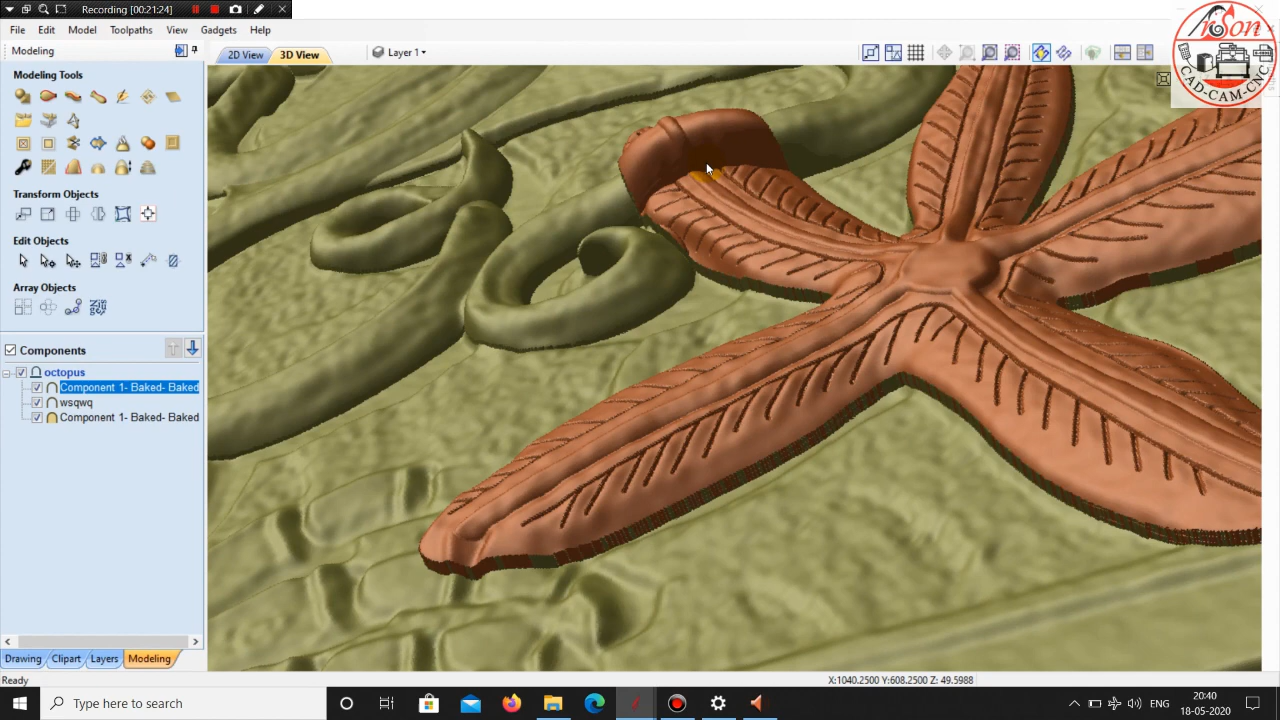 Recording [00:21:24]
File Edit Model Toolpaths View Gadgets Help
Modeling
2D View 3D View Layer 1
Modeling Tools
Transform Objects
Edit Objects
Array Objects
Components
octopus
Component 1- Baked- Baked
wsqwq
Component 1- Baked- Baked
Drawing Clipart Layers Modeling
Ready
X:1040.2500 Y:608.2500 Z: 49.5988
Type here to search
ENG
20:40
18-05-2020
CAD-CAM-CNC